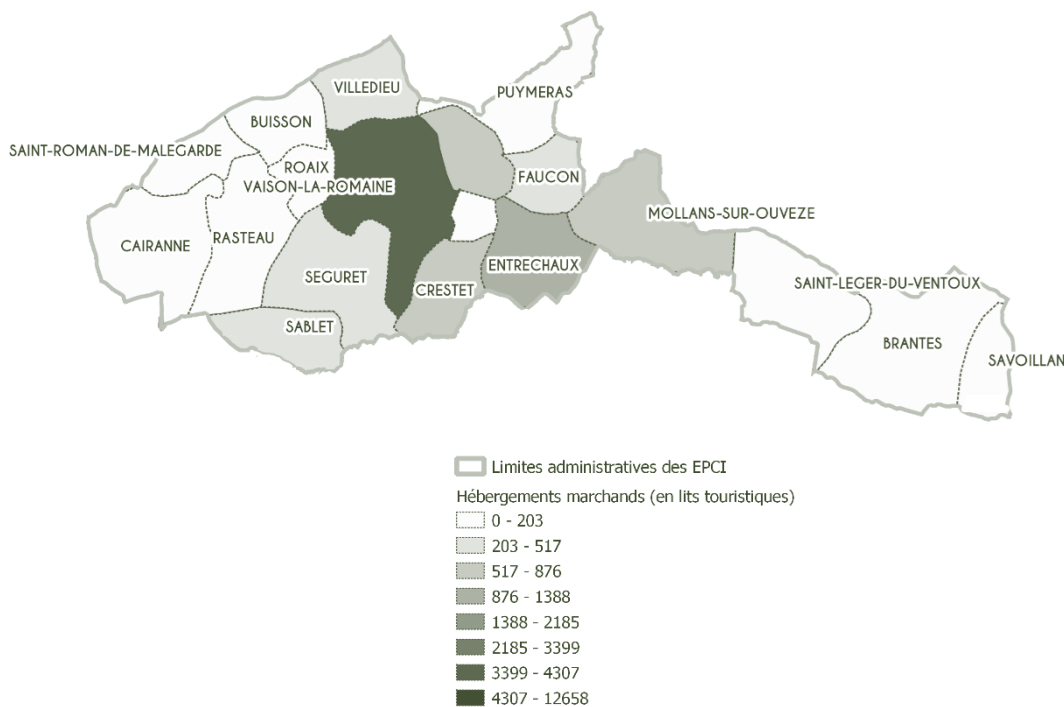 VILLEDIEU
PUYMERAS
BUISSON
SAINT-ROMAN-DE-MALEGARDE
ROAIX
FAUCON
VAISON-LA-ROMAINE
MOLLANS-SUR-OUVEZE
CAIRANNE
RASTEAU
ENTRECHAUX
SEGURET
CRESTET
SAINT-LEGER-DU-VENTOUX
SABLET
BRANTES
SAVOILLAN
Limites administratives des EPCI
Hébergements marchands (en lits touristiques)
0 - 203
203 - 517
517 - 876
876 - 1388
1388 - 2185
2185 - 3399
3399 - 4307
4307 - 12658